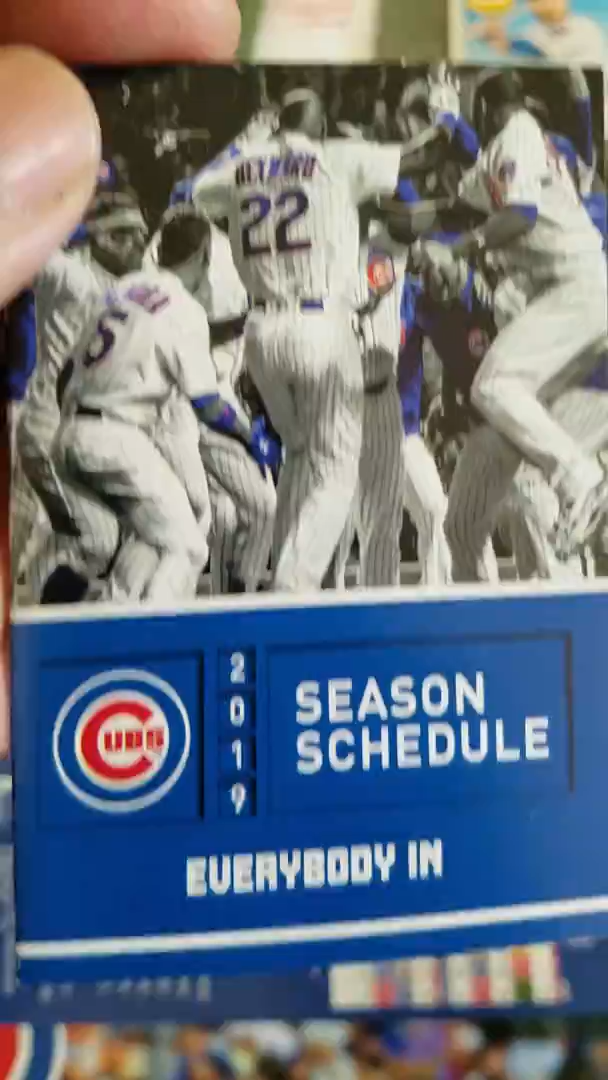 HEYWARD
22
CUBS
2
0
1
9
SEASON
SCHEDULE
EVERYBODY IN